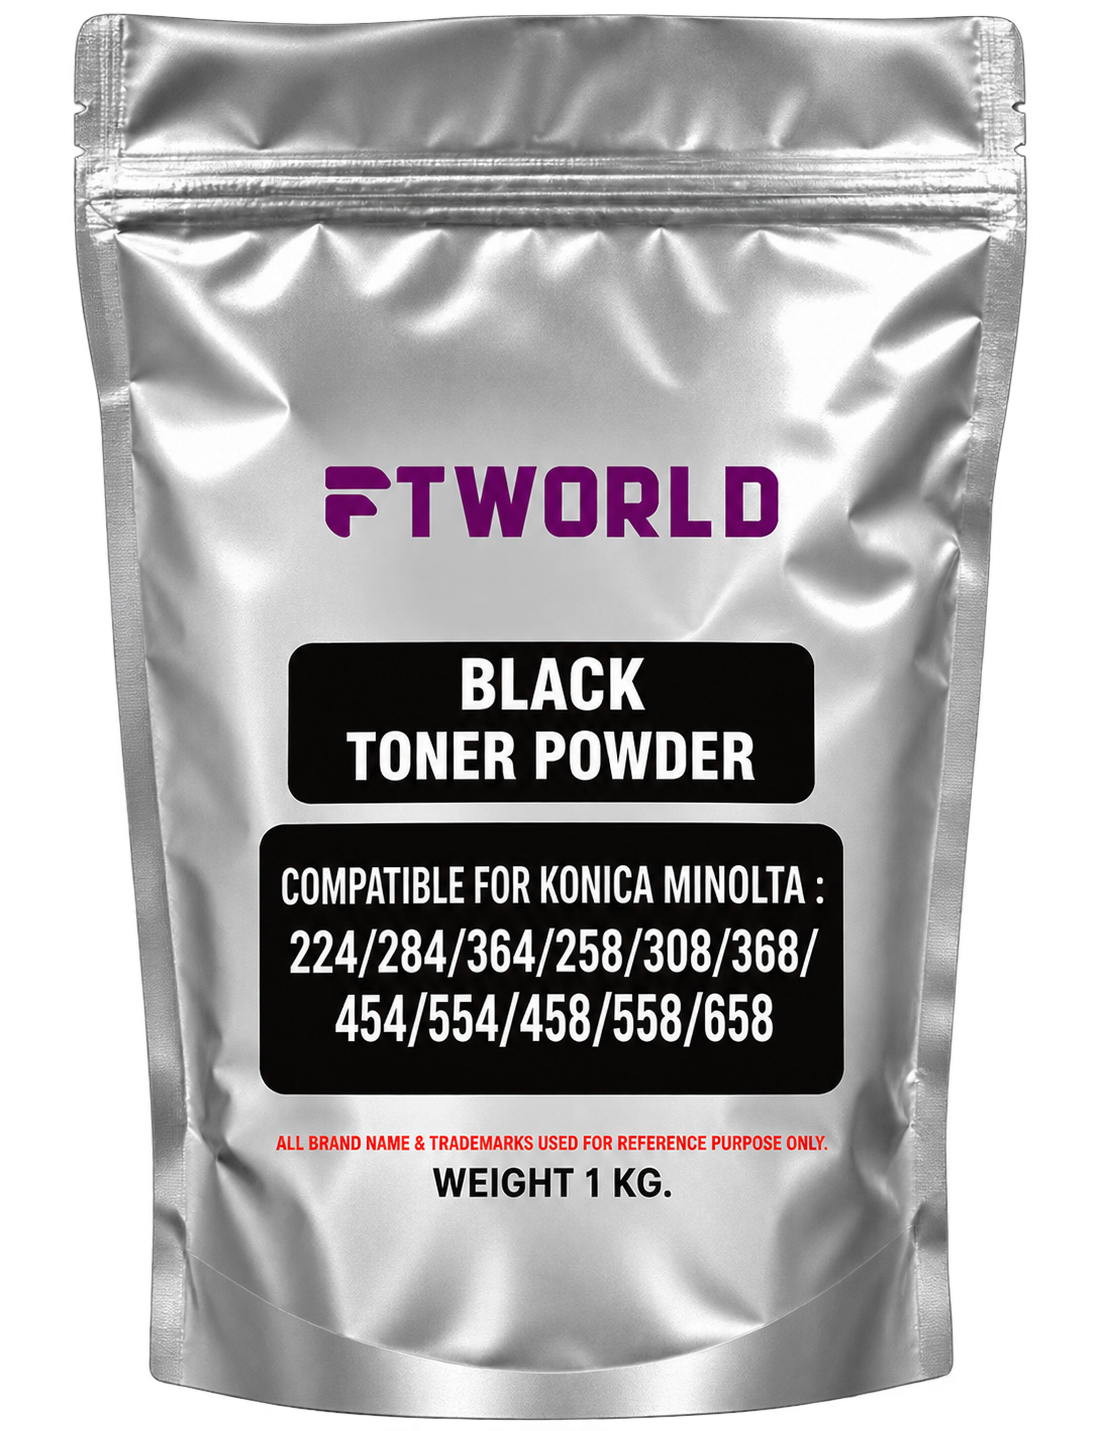 FTWORLD
BLACK
TONER POWDER
COMPATIBLE FOR KONICA MINOLTA :
224/284/364/258/308/368/
454/554/458/558/658
ALL BRAND NAME & TRADEMARKS USED FOR REFERENCE PURPOSE ONLY.
WEIGHT 1 KG.